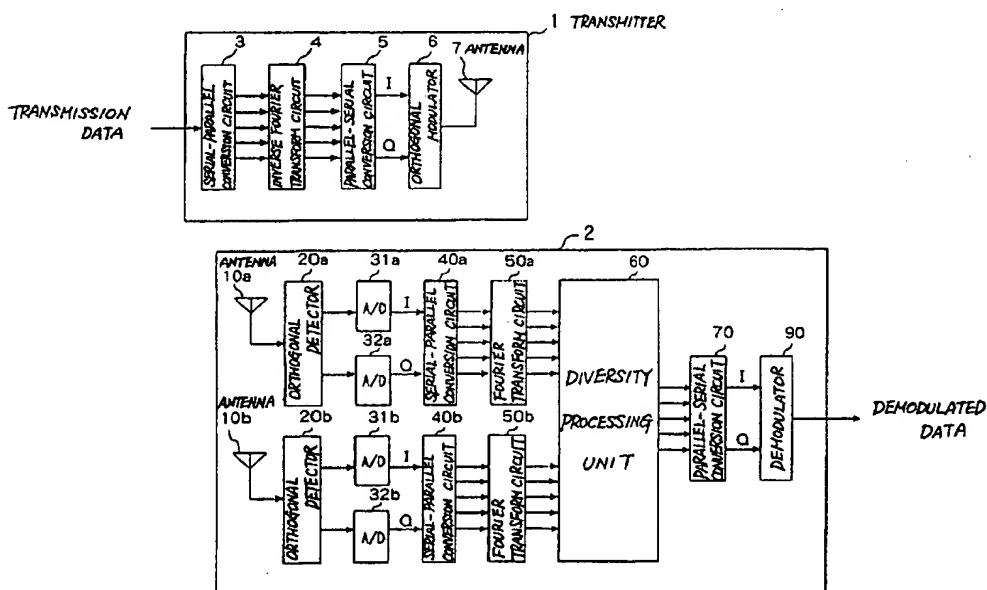 1 TRANSMITTER
3
4
5
6
7 ANTENNA
TRANSMISSION
DATA
SERIAL-PARALLEL
CONVERSION CIRCUIT
INVERSE FOURIER
TRANSFORM CIRCUIT
PARALLEL-SERIAL
CONVERSION CIRCUIT
I
Q
ORTHOGONAL
MODULATOR
2
ANTENNA
10a
20a
31a
40a
50a
60
ORTHOGONAL
DETECTOR
A/D
I
32a
A/D
Q
SERIAL-PARALLEL
CONVERSION CIRCUIT
FOURIER
TRANSFORM CIRCUIT
ANTENNA
10b
20b
31b
40b
50b
ORTHOGONAL
DETECTOR
A/D
I
32b
A/D
Q
SERIAL-PARALLEL
CONVERSION CIRCUIT
FOURIER
TRANSFORM CIRCUIT
DIVERSITY
PROCESSING
UNIT
70
90
PARALLEL-SERIAL
CONVERSION CIRCUIT
I
Q
DEMODULATOR
DEMODULATED
DATA